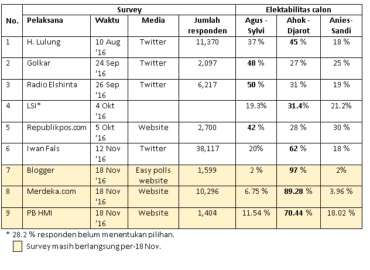 Survey Elektabilitas calon
No. Pelaksana Waktu Media Jumlah responden Agus - Sylvi Ahok - Djarot Anies- Sandi
1 H. Lulung 10 Aug '16 Twitter 11,370 37 % 45 % 18 %
2 Golkar 24 Sep '16 Twitter 2,097 48 % 27 % 25 %
3 Radio Elshinta 26 Sep '16 Twitter 6,217 50 % 31 % 19 %
4 LSI* 4 Okt '16 19.3% 31.4% 21.2%
5 Republikpos.com 5 Okt '16 Website 2,700 42 % 28 % 30 %
6 Iwan Fals 12 Nov '16 Twitter 38,117 20% 62 % 18 %
7 Blogger 18 Nov '16 Easy polls website 1,599 2 % 97 % 2%
8 Merdeka.com 18 Nov '16 Website 10,296 6.75 % 89.28 % 3.96 %
9 PB HMI 18 Nov '16 Website 1,404 11.54 % 70.44 % 18.02 %
* 28.2 % responden belum menentukan pilihan.
Survey masih berlangsung per-18 Nov.